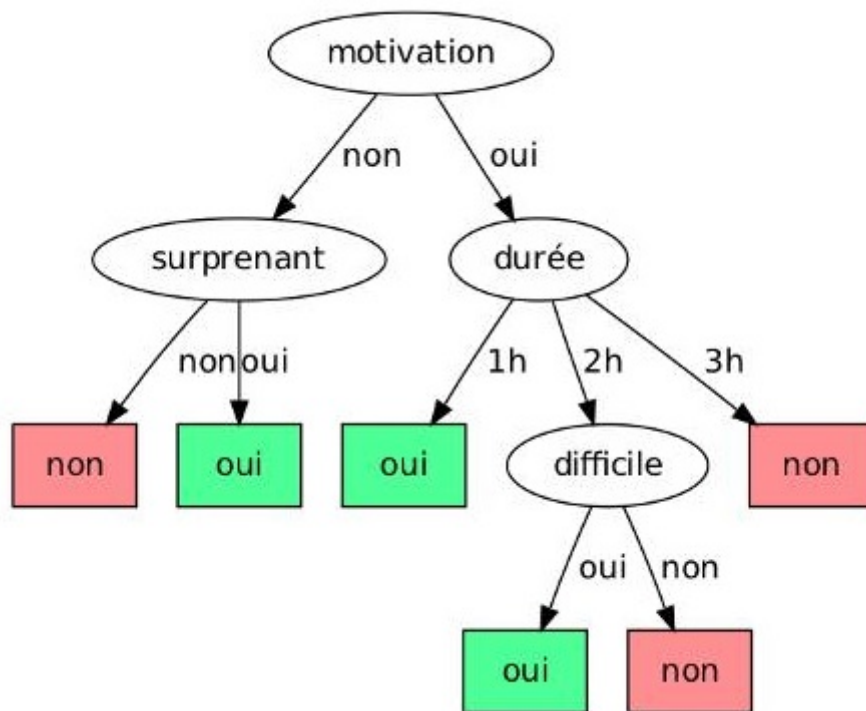 motivation
non oui
surprenant durée
non oui 1h 2h 3h
non oui oui difficile non
oui non
oui non